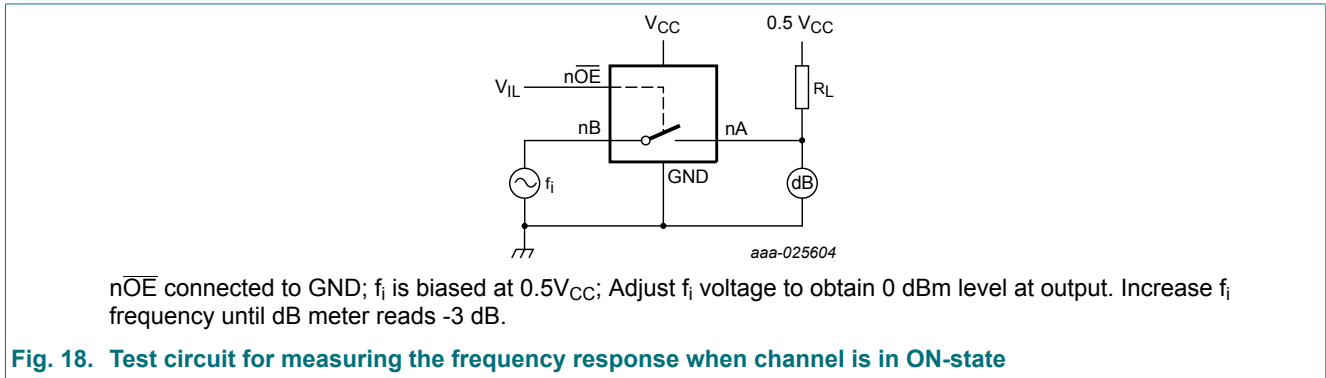 V_CC 0.5 V_CC
nO̅E̅
V_IL
R_L
nB nA
f_i
GND
dB
aaa-025604
nO̅E̅ connected to GND; f_i is biased at 0.5V_CC; Adjust f_i voltage to obtain 0 dBm level at output. Increase f_i
frequency until dB meter reads -3 dB.
Fig. 18. Test circuit for measuring the frequency response when channel is in ON-state